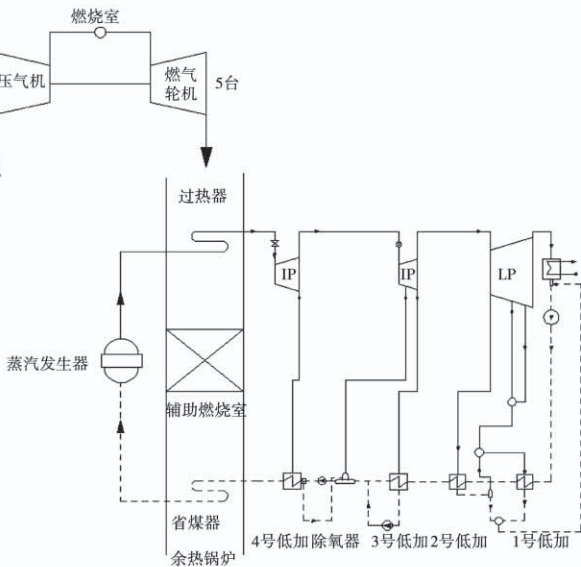 燃烧室
压气机
燃气
轮机
5台
过热器
IP
IP
LP
蒸汽发生器
辅助燃烧室
省煤器
4号低加
除氧器
3号低加
2号低加
1号低加
余热锅炉